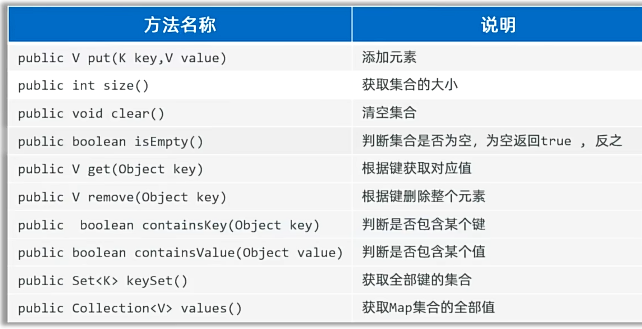 方法名称 说明
public V put(K key,V value) 添加元素
public int size() 获取集合的大小
public void clear() 清空集合
public boolean isEmpty() 判断集合是否为空，为空返回true ，反之
public V get(Object key) 根据键获取对应值
public V remove(Object key) 根据键删除整个元素
public  boolean containsKey(Object key) 判断是否包含某个键
public boolean containsValue(Object value) 判断是否包含某个值
public Set<K> keySet() 获取全部键的集合
public Collection<V> values() 获取Map集合的全部值